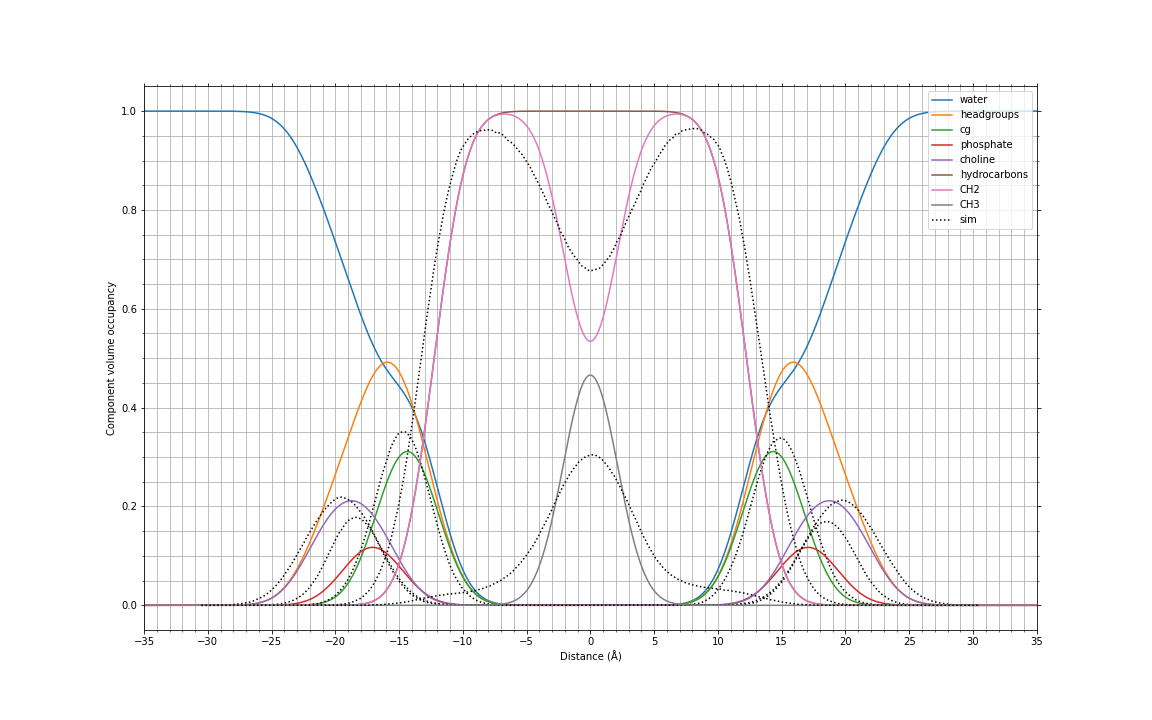 1.0
0.8
0.6
0.4
0.2
0.0
Component volume occupancy
−35 −30 −25 −20 −15 −10 −5 0 5 10 15 20 25 30 35
Distance (Å)
water
headgroups
cg
phosphate
choline
hydrocarbons
CH2
CH3
sim